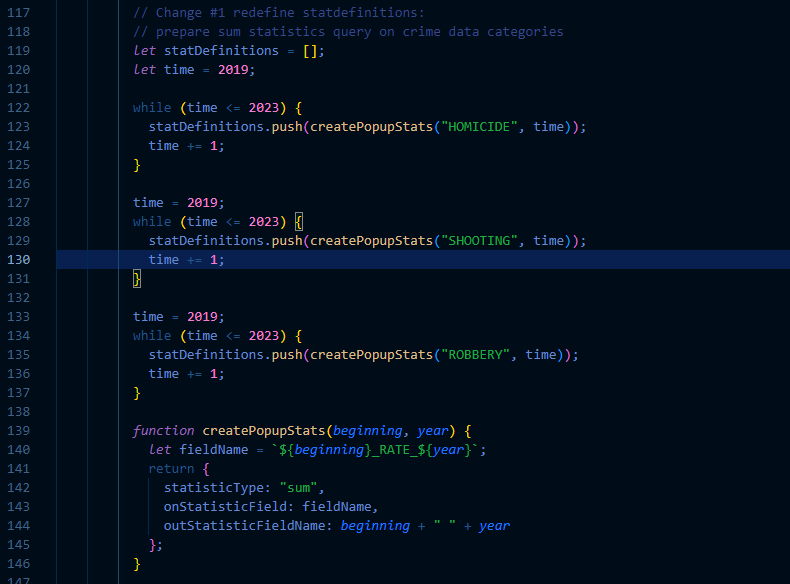 117 // Change #1 redefine statdefinitions:
118 // prepare sum statistics query on crime data categories
119 let statDefinitions = [];
120 let time = 2019;
121
122 while (time <= 2023) {
123   statDefinitions.push(createPopupStats("HOMICIDE", time));
124   time += 1;
125 }
126
127 time = 2019;
128 while (time <= 2023) {
129   statDefinitions.push(createPopupStats("SHOOTING", time));
130   time += 1;
131 }
132
133 time = 2019;
134 while (time <= 2023) {
135   statDefinitions.push(createPopupStats("ROBBERY", time));
136   time += 1;
137 }
138
139 function createPopupStats(beginning, year) {
140   let fieldName = `${beginning}_RATE_${year}`;
141   return {
142     statisticType: "sum",
143     onStatisticField: fieldName,
144     outStatisticFieldName: beginning + " " + year
145   };
146 }
147